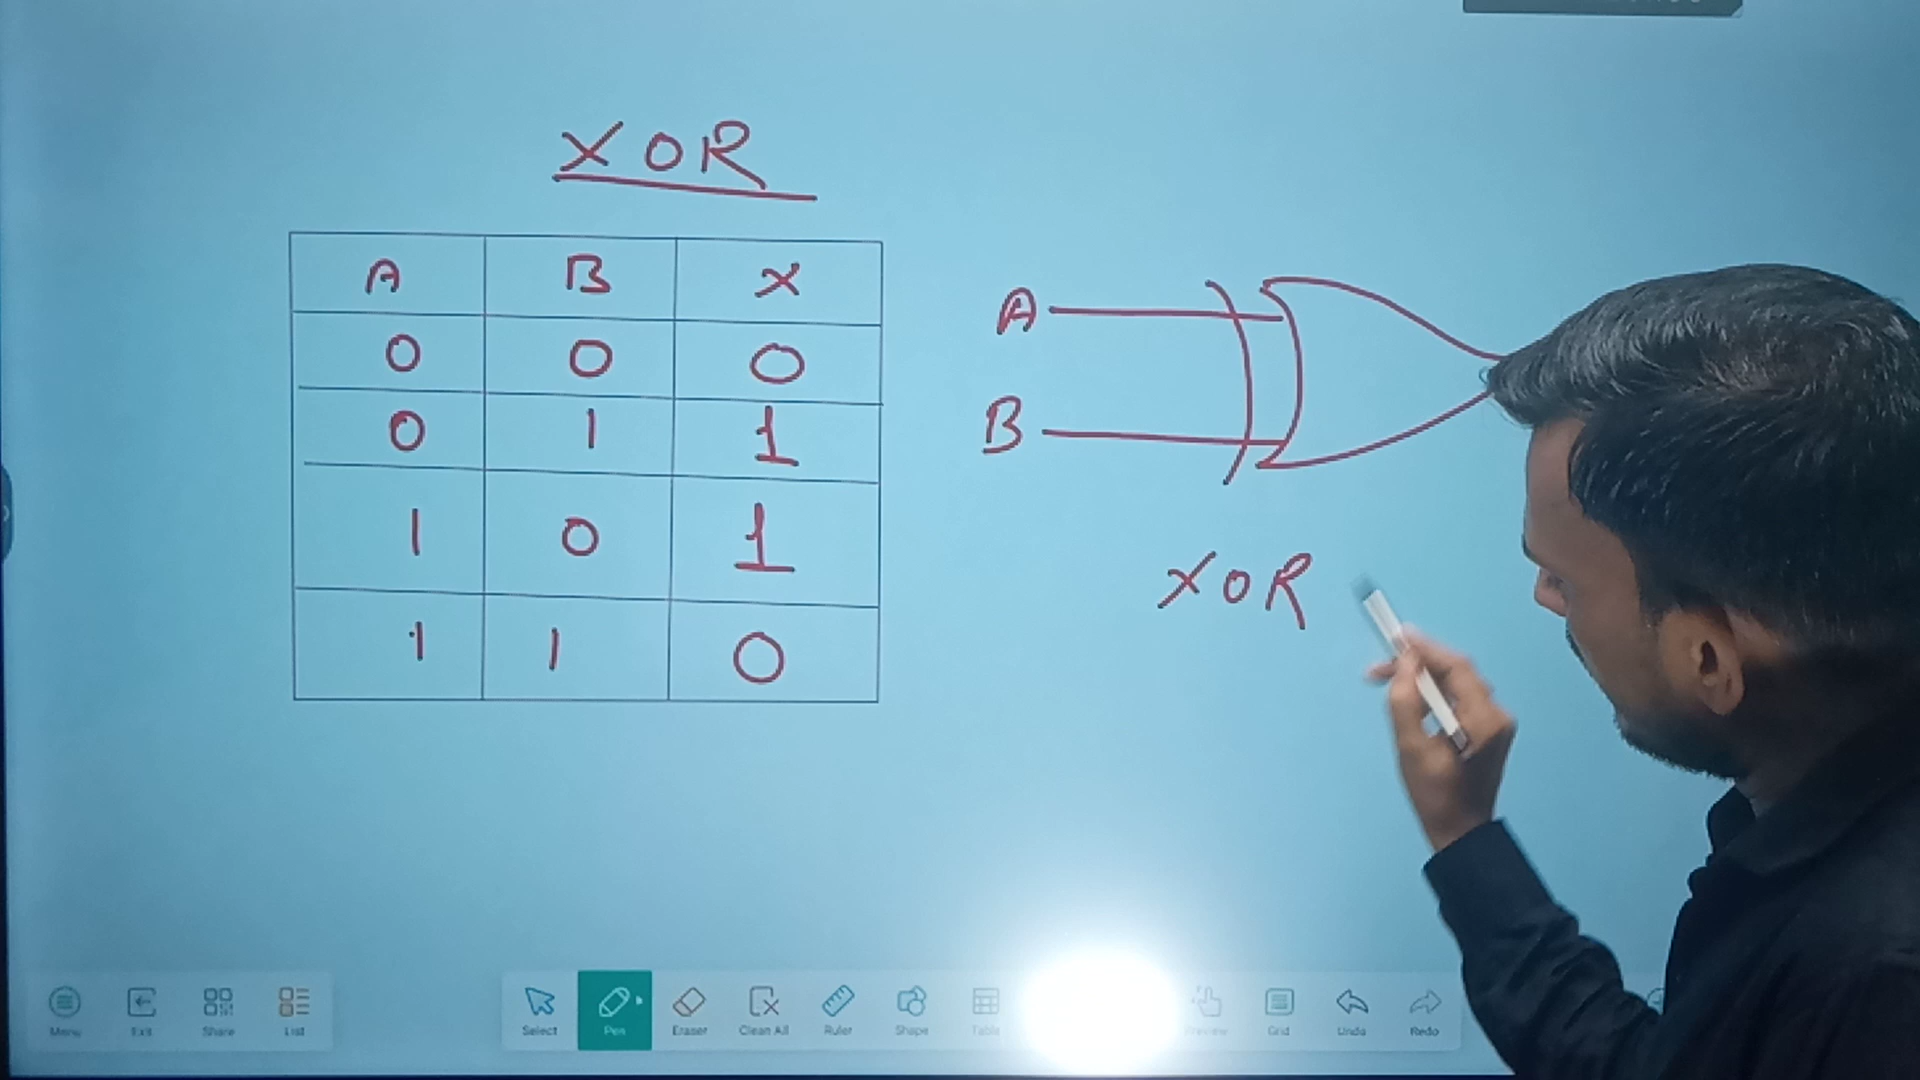 XOR
A B X
0 0 0
0 1 1
1 0 1
1 1 0
A
B
XOR
Menu Exit Share List Select Pen Eraser Clean All Ruler Shape Table Preview Grid Undo Redo